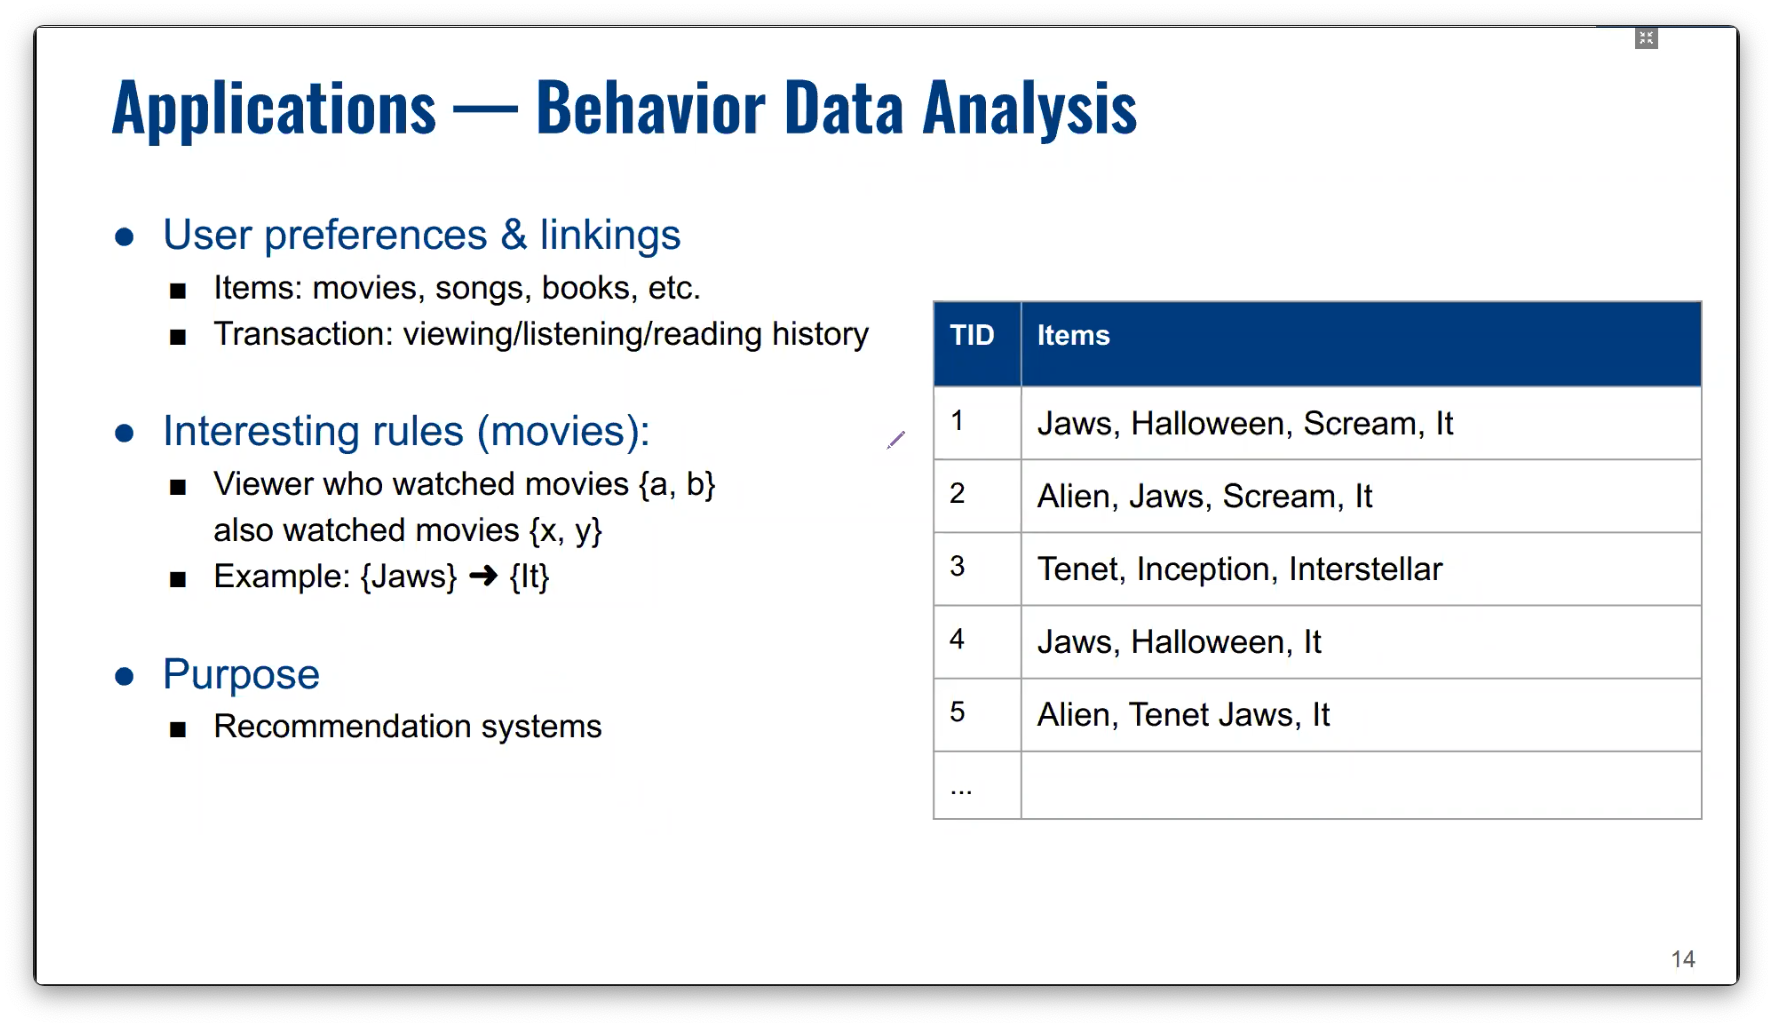 Applications — Behavior Data Analysis
● User preferences & linkings
■ Items: movies, songs, books, etc.
■ Transaction: viewing/listening/reading history
● Interesting rules (movies):
■ Viewer who watched movies {a, b}
also watched movies {x, y}
■ Example: {Jaws} ➜ {It}
● Purpose
■ Recommendation systems
TID Items
1 Jaws, Halloween, Scream, It
2 Alien, Jaws, Scream, It
3 Tenet, Inception, Interstellar
4 Jaws, Halloween, It
5 Alien, Tenet Jaws, It
...
14